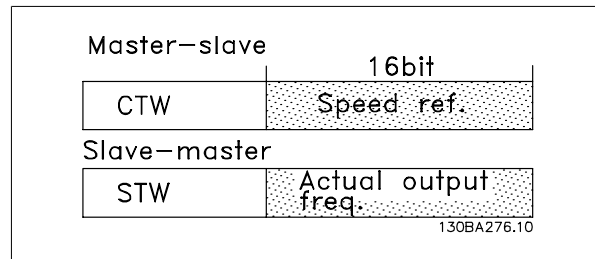 Master-slave
16bit
CTW
Speed ref.
Slave-master
STW
Actual output
freq.
130BA276.10